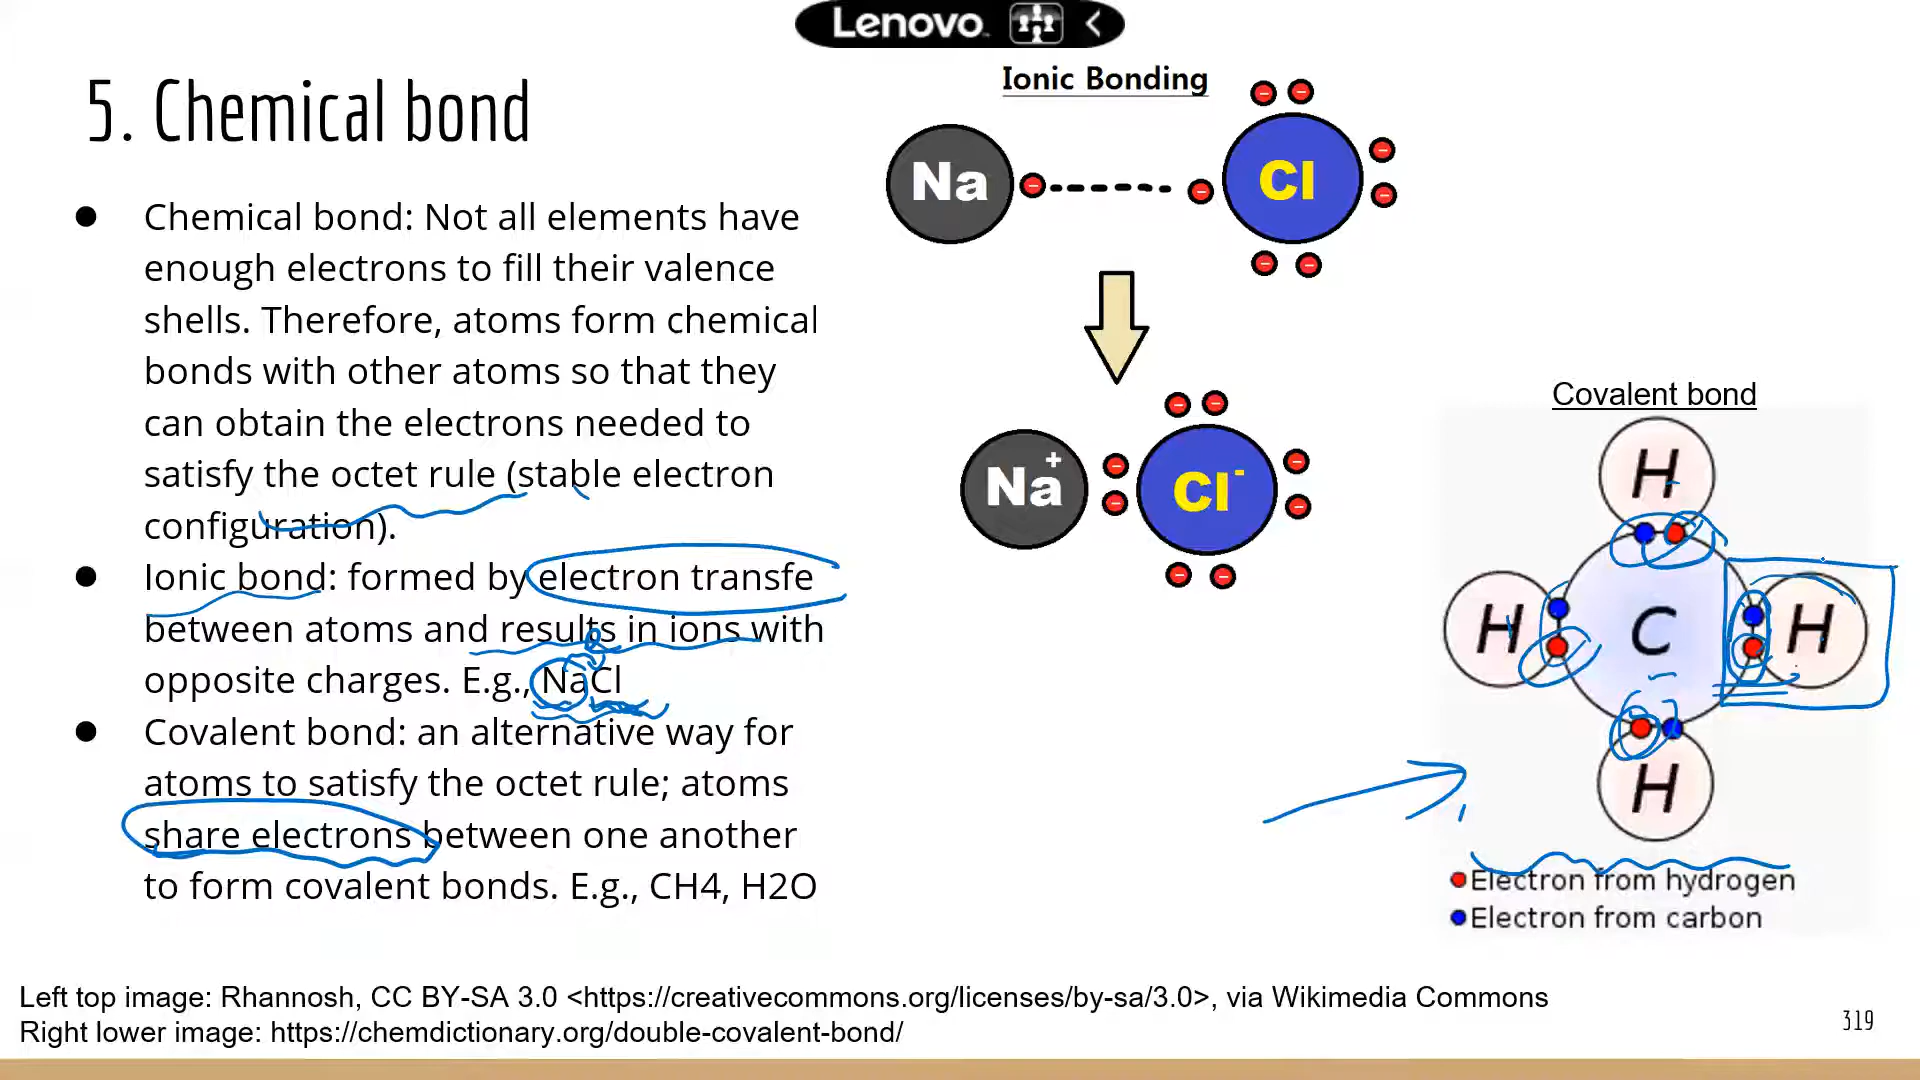 Lenovo
5. Chemical bond
● Chemical bond: Not all elements have
enough electrons to fill their valence
shells. Therefore, atoms form chemical
bonds with other atoms so that they
can obtain the electrons needed to
satisfy the octet rule (stable electron
configuration).
● Ionic bond: formed by electron transfe
between atoms and results in ions with
opposite charges. E.g., NaCl
● Covalent bond: an alternative way for
atoms to satisfy the octet rule; atoms
share electrons between one another
to form covalent bonds. E.g., CH4, H2O
Ionic Bonding
Na
Cl
Na+
Cl-
Covalent bond
H
H C H
H
Electron from hydrogen
Electron from carbon
Left top image: Rhannosh, CC BY-SA 3.0 <https://creativecommons.org/licenses/by-sa/3.0>, via Wikimedia Commons
Right lower image: https://chemdictionary.org/double-covalent-bond/
319